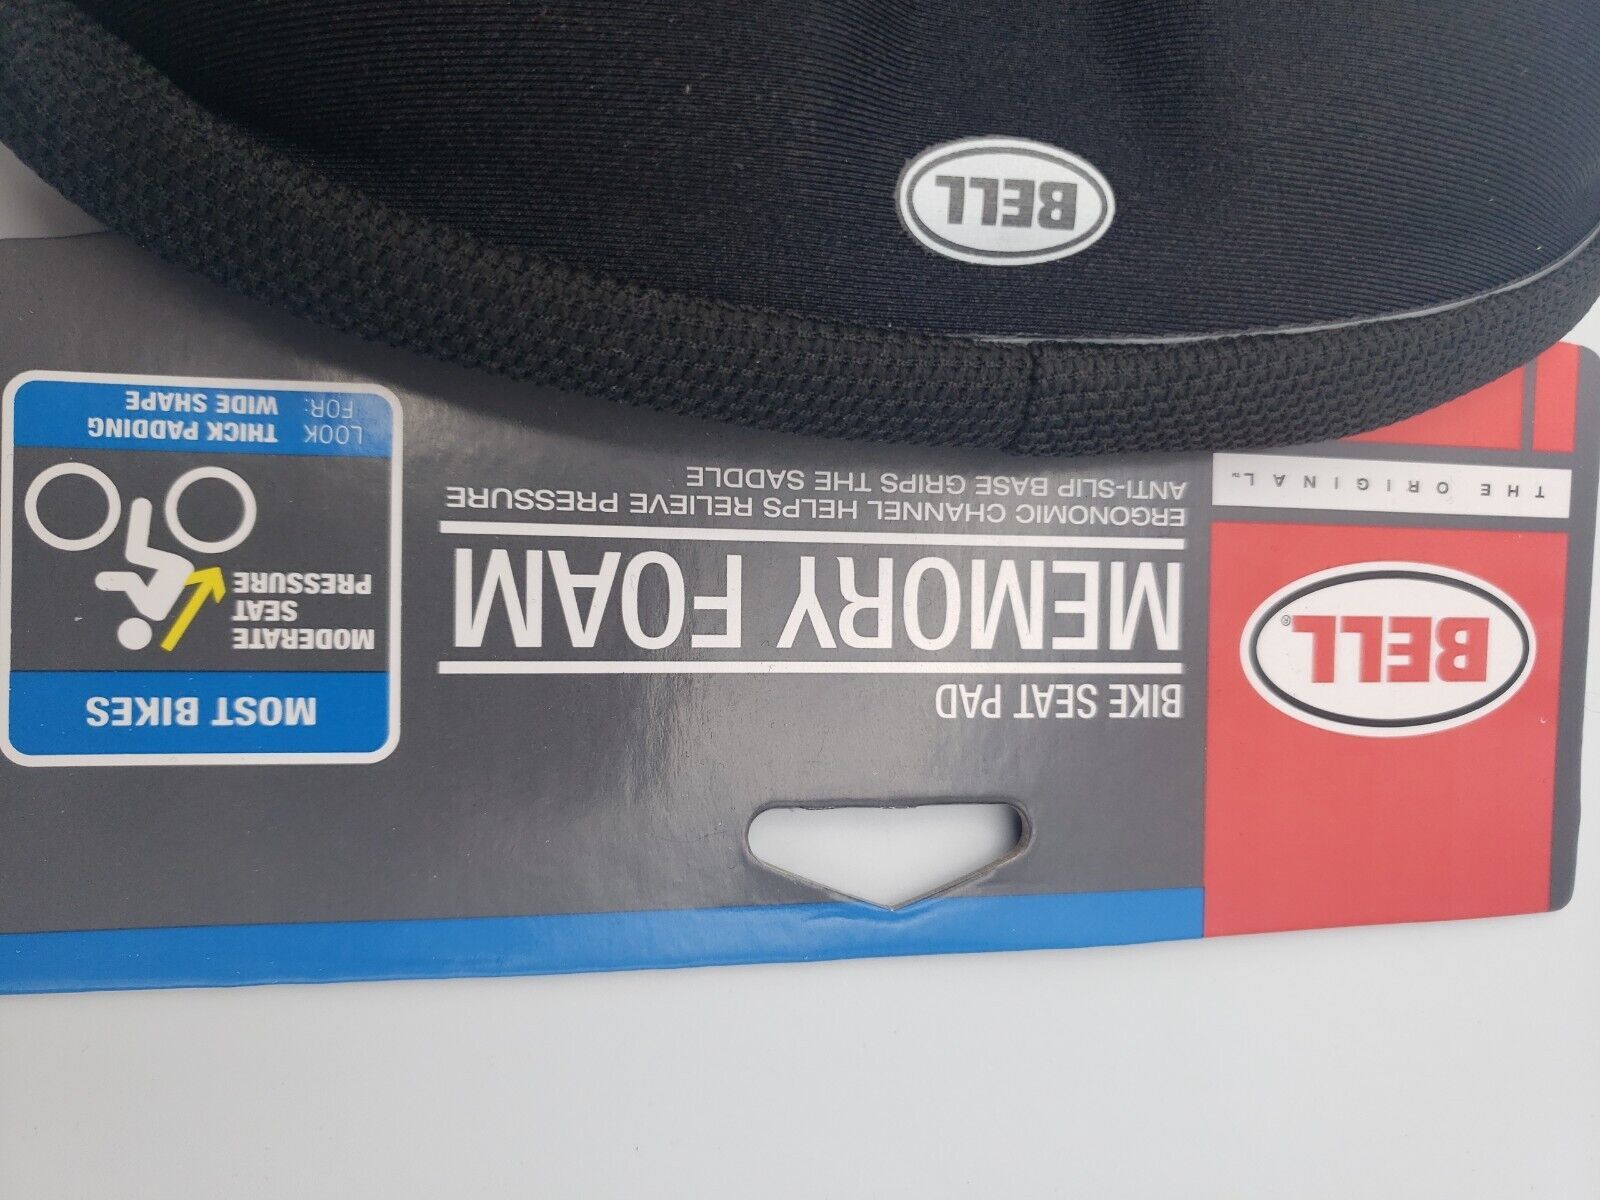 BELL®
THE ORIGINAL™
BIKE SEAT PAD
MEMORY FOAM
ERGONOMIC CHANNEL HELPS RELIEVE PRESSURE
ANTI-SLIP BASE GRIPS THE SADDLE
MOST BIKES
MODERATE
SEAT
PRESSURE
LOOK FOR:
THICK PADDING
WIDE SHAPE
BELL